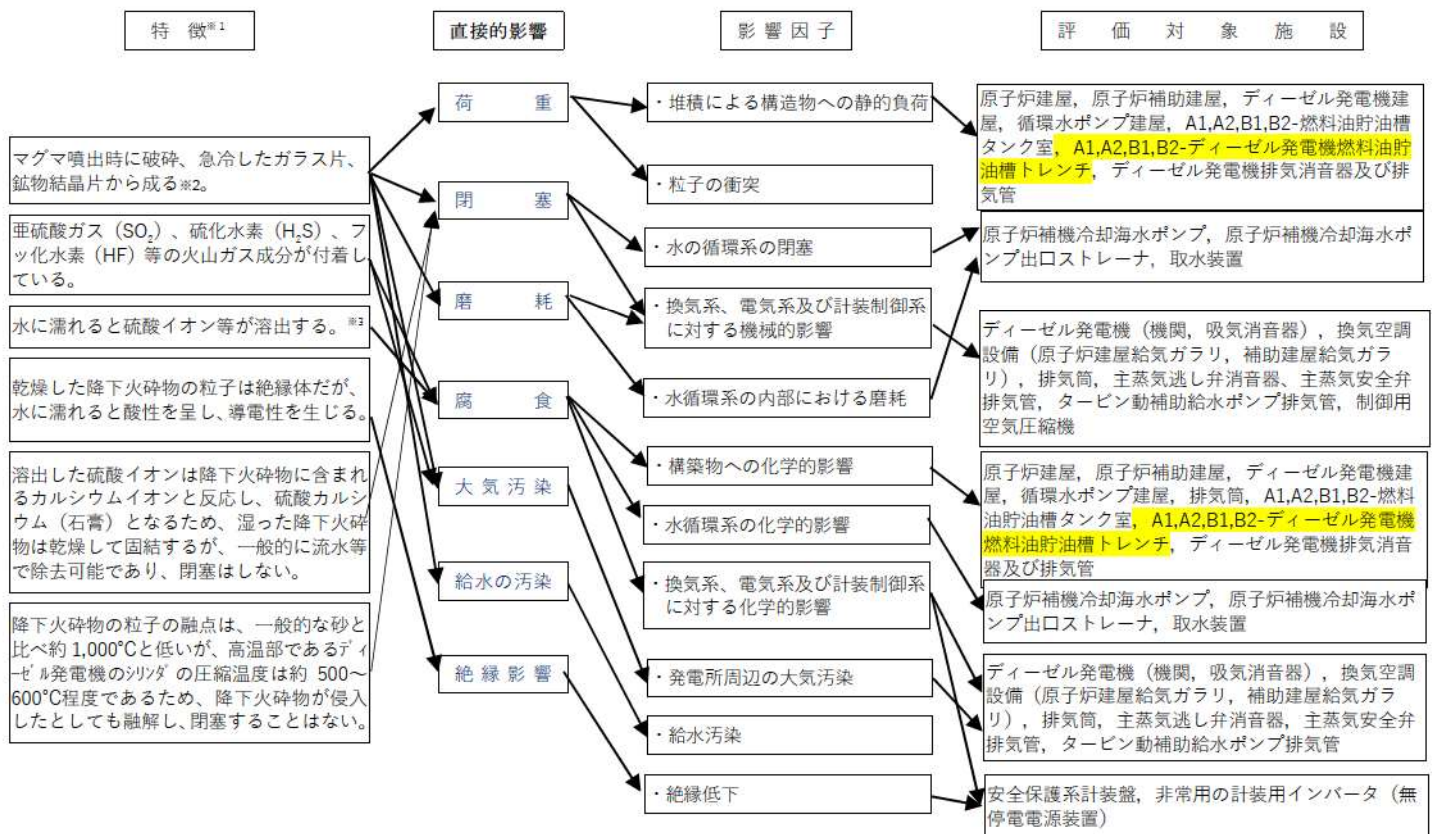 特　徴※1
マグマ噴出時に破砕、急冷したガラス片、
鉱物結晶片から成る※2。
亜硫酸ガス（SO₂）、硫化水素（H₂S）、フ
ッ化水素（HF）等の火山ガス成分が付着し
ている。
水に濡れると硫酸イオン等が溶出する。※3
乾燥した降下火砕物の粒子は絶縁体だが、
水に濡れると酸性を呈し、導電性を生じる。
溶出した硫酸イオンは降下火砕物に含まれ
るカルシウムイオンと反応し、硫酸カルシ
ウム（石膏）となるため、湿った降下火砕
物は乾燥して固結するが、一般的に流水等
で除去可能であり、閉塞はしない。
降下火砕物の粒子の融点は、一般的な砂と
比べ約 1,000℃と低いが、高温部であるディ
ーゼル発電機のシリンダの圧縮温度は約 500～
600℃程度であるため、降下火砕物が侵入
したとしても融解し、閉塞することはない。
直接的影響
荷　重
閉　塞
磨　耗
腐　食
大気汚染
給水の汚染
絶縁影響
影響因子
・堆積による構造物への静的負荷
・粒子の衝突
・水の循環系の閉塞
・換気系、電気系及び計装制御系
に対する機械的影響
・水循環系の内部における磨耗
・構築物への化学的影響
・水循環系の化学的影響
・換気系、電気系及び計装制御系
に対する化学的影響
・発電所周辺の大気汚染
・給水汚染
・絶縁低下
評　価　対　象　施　設
原子炉建屋，原子炉補助建屋，ディーゼル発電機建
屋，循環水ポンプ建屋，A1,A2,B1,B2-燃料油貯油槽
タンク室，A1,A2,B1,B2-ディーゼル発電機燃料油貯
油槽トレンチ，ディーゼル発電機排気消音器及び排
気管
原子炉補機冷却海水ポンプ，原子炉補機冷却海水ポ
ンプ出口ストレーナ，取水装置
ディーゼル発電機（機関，吸気消音器），換気空調
設備（原子炉建屋給気ガラリ，補助建屋給気ガラ
リ），排気筒，主蒸気逃し弁消音器、主蒸気安全弁
排気管，タービン動補助給水ポンプ排気管，制御用
空気圧縮機
原子炉建屋，原子炉補助建屋，ディーゼル発電機建
屋，循環水ポンプ建屋，排気筒，A1,A2,B1,B2-燃料
油貯油槽タンク室，A1,A2,B1,B2-ディーゼル発電機
燃料油貯油槽トレンチ，ディーゼル発電機排気消音
器及び排気管
原子炉補機冷却海水ポンプ，原子炉補機冷却海水ポ
ンプ出口ストレーナ，取水装置
ディーゼル発電機（機関，吸気消音器），換気空調
設備（原子炉建屋給気ガラリ，補助建屋給気ガラ
リ），排気筒，主蒸気逃し弁消音器，主蒸気安全弁
排気管，タービン動補助給水ポンプ排気管
安全保護系計装盤，非常用の計装用インバータ（無
停電電源装置）